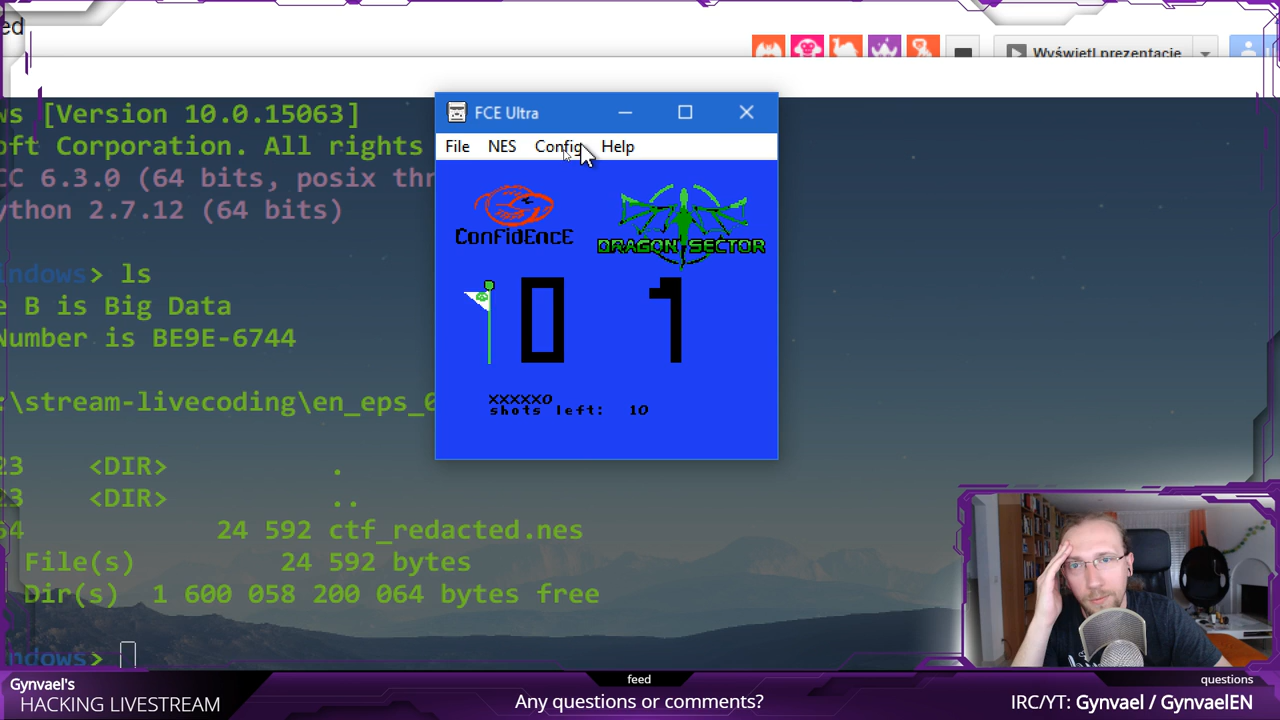 ed
Wyświetl prezentację
ws [Version 10.0.15063]
oft Corporation. All rights
CC 6.3.0 (64 bits, posix thr
ython 2.7.12 (64 bits)
indows> ls
e B is Big Data
Number is BE9E-6744
:\stream-livecoding\en_eps_0
23 <DIR> .
23 <DIR> ..
64 24 592 ctf_redacted.nes
File(s) 24 592 bytes
Dir(s) 1 600 058 200 064 bytes free
ndows>
FCE Ultra
File NES Config Help
ConFidEncE
DRAGON SECTOR
0 1
XXXXXO
shots left: 10
Gynvael's
HACKING LIVESTREAM
feed
Any questions or comments?
questions
IRC/YT: Gynvael / GynvaelEN